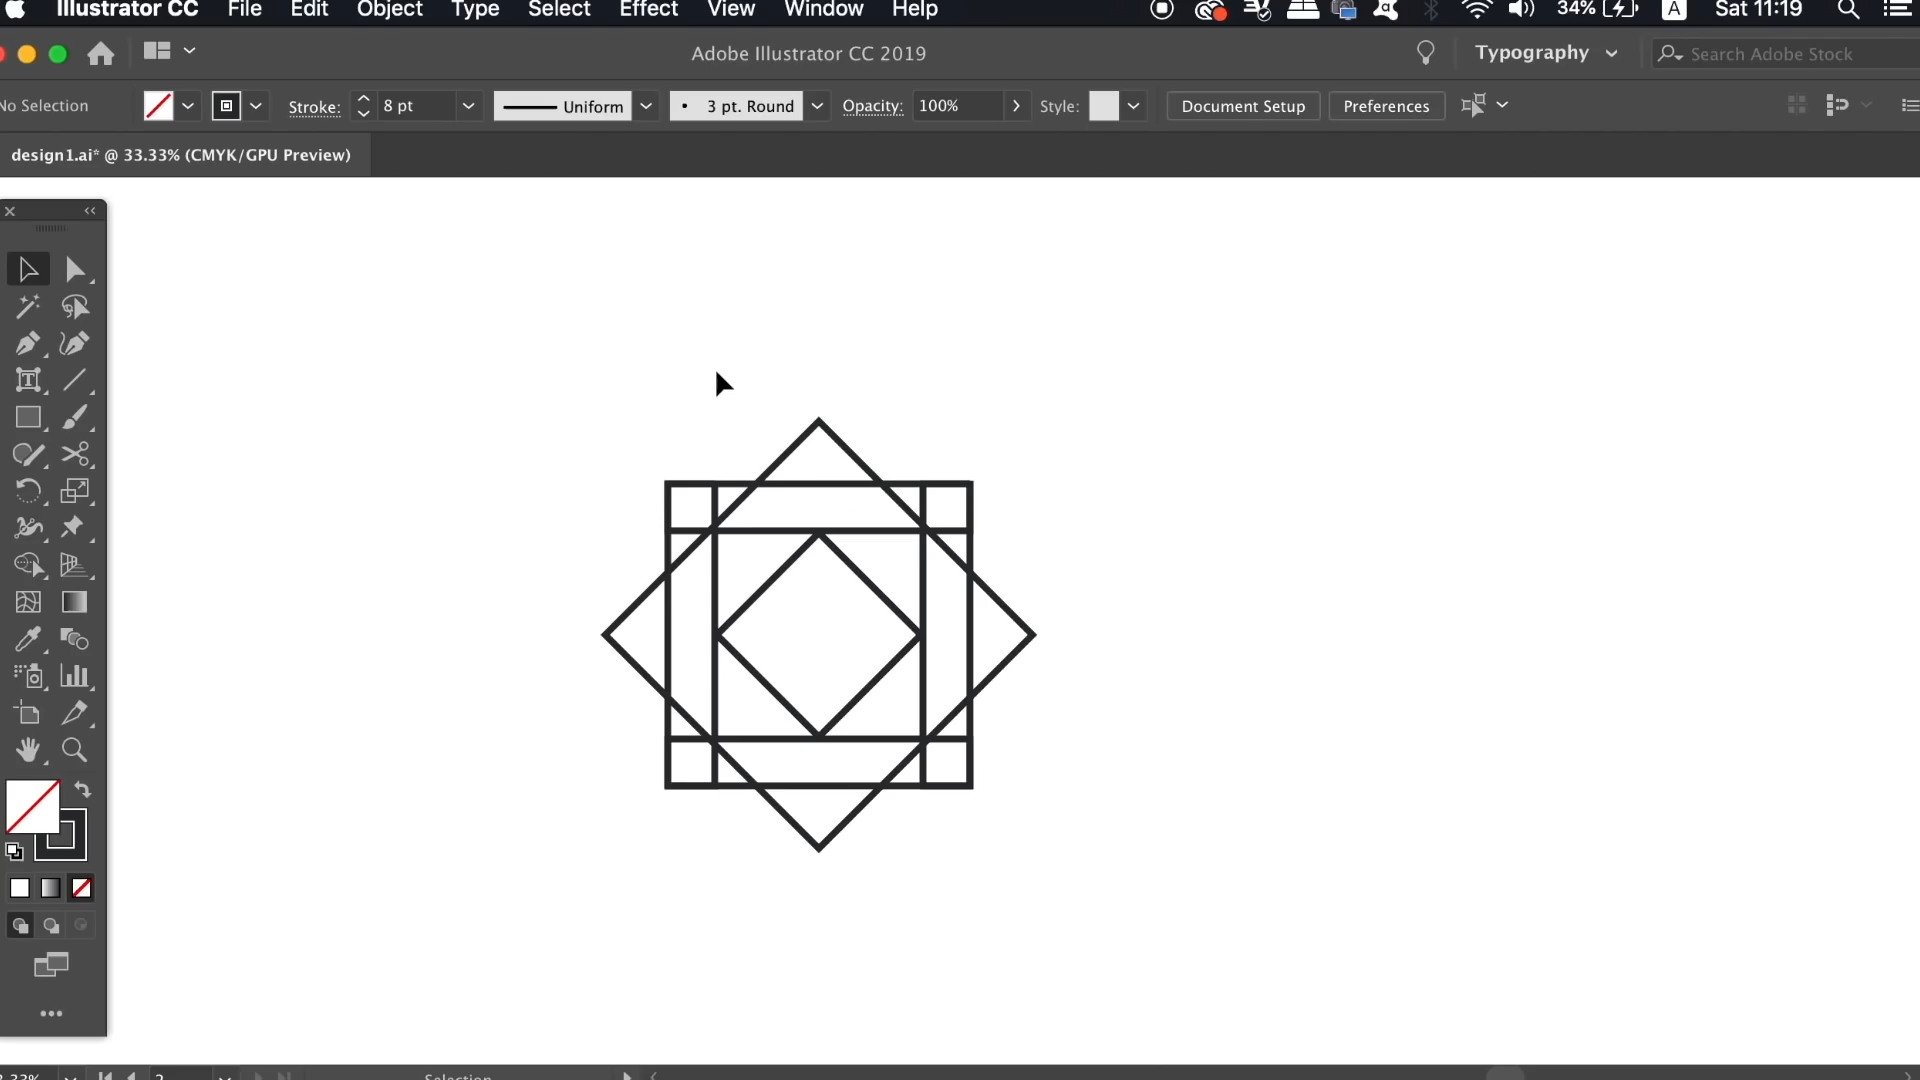 Illustrator CC File Edit Object Type Select Effect View Window Help 34% A Sat 11:19
Adobe Illustrator CC 2019 Typography Search Adobe Stock
No Selection Stroke: 8 pt Uniform 3 pt. Round Opacity: 100% Style: Document Setup Preferences
design1.ai* @ 33.33% (CMYK/GPU Preview)
Selection